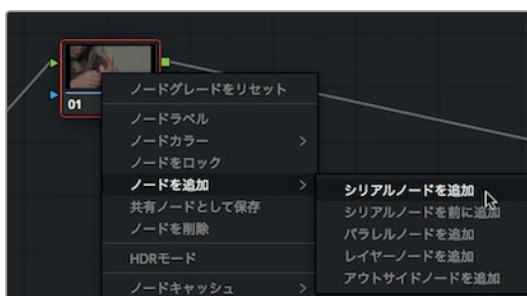 01
ノードグレードをリセット
ノードラベル
ノードカラー
ノードをロック
ノードを追加
共有ノードとして保存
ノードを削除
HDRモード
ノードキャッシュ
シリアルノードを追加
シリアルノードを前に追加
パラレルノードを追加
レイヤーノードを追加
アウトサイドノードを追加